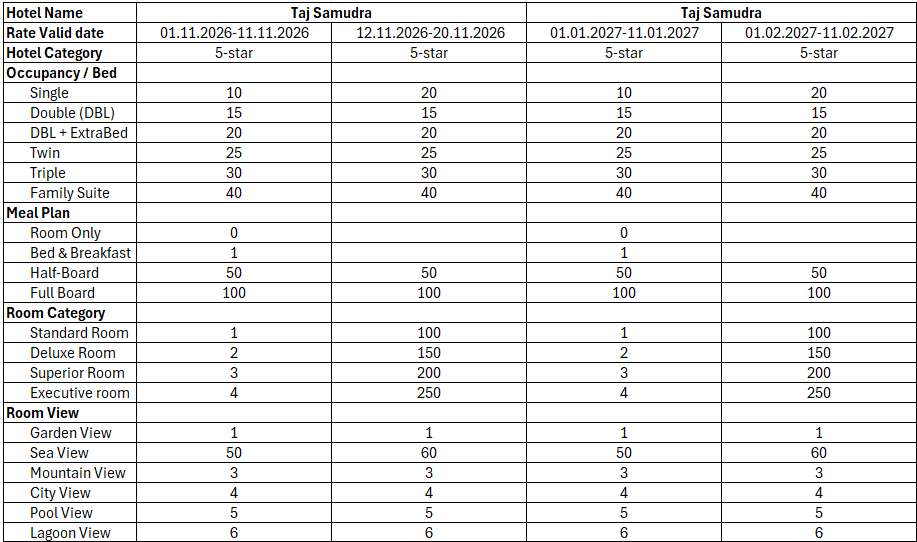 Hotel Name Taj Samudra Taj Samudra
Rate Valid date 01.11.2026-11.11.2026 12.11.2026-20.11.2026 01.01.2027-11.01.2027 01.02.2027-11.02.2027
Hotel Category 5-star 5-star 5-star 5-star
Occupancy / Bed
Single 10 20 10 20
Double (DBL) 15 15 15 15
DBL + ExtraBed 20 20 20 20
Twin 25 25 25 25
Triple 30 30 30 30
Family Suite 40 40 40 40
Meal Plan
Room Only 0 0
Bed & Breakfast 1 1
Half-Board 50 50 50 50
Full Board 100 100 100 100
Room Category
Standard Room 1 100 1 100
Deluxe Room 2 150 2 150
Superior Room 3 200 3 200
Executive room 4 250 4 250
Room View
Garden View 1 1 1 1
Sea View 50 60 50 60
Mountain View 3 3 3 3
City View 4 4 4 4
Pool View 5 5 5 5
Lagoon View 6 6 6 6